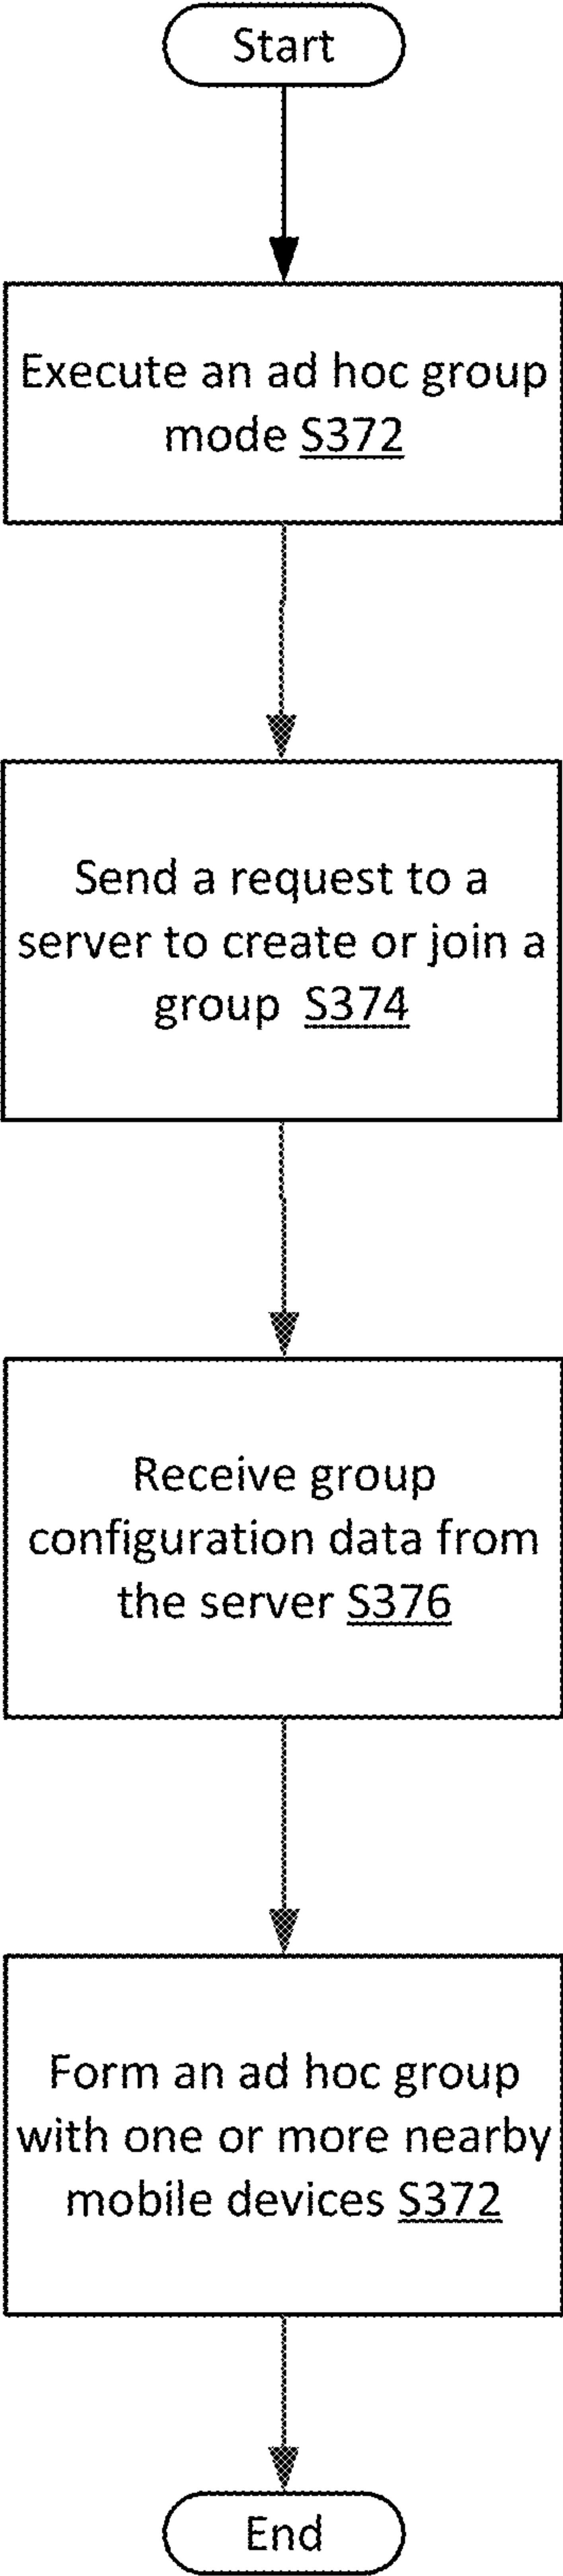 Start
Execute an ad hoc group
mode S372
Send a request to a
server to create or join a
group S374
Receive group
configuration data from
the server S376
Form an ad hoc group
with one or more nearby
mobile devices S372
End